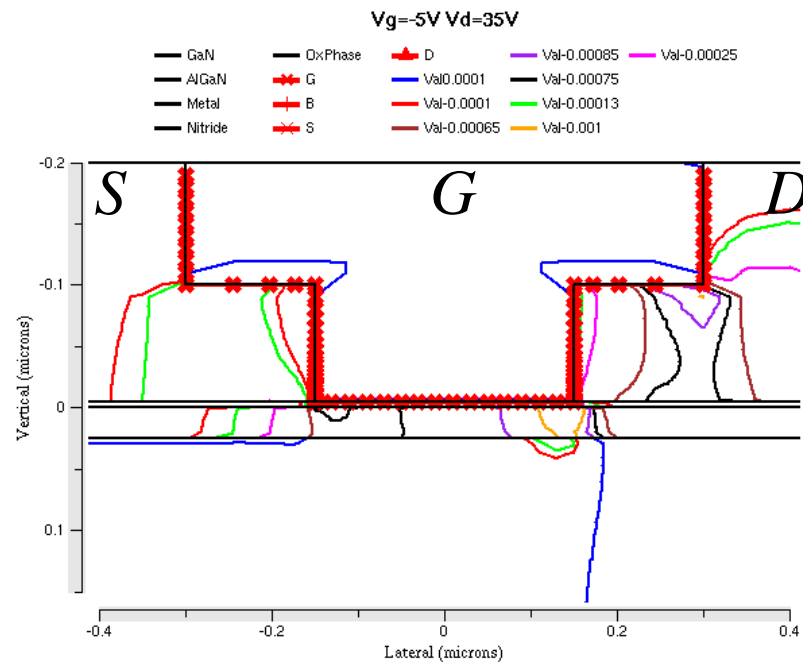 Vg=-5V Vd=35V
GaN OxPhase D Val-0.00085 Val-0.00025
AlGaN G Val0.0001 Val-0.00075
Metal B Val-0.0001 Val-0.00013
Nitride S Val-0.00065 Val-0.001
-0.2
S G D
-0.1
0
0.1
Vertical (microns)
-0.4 -0.2 0 0.2 0.4
Lateral (microns)